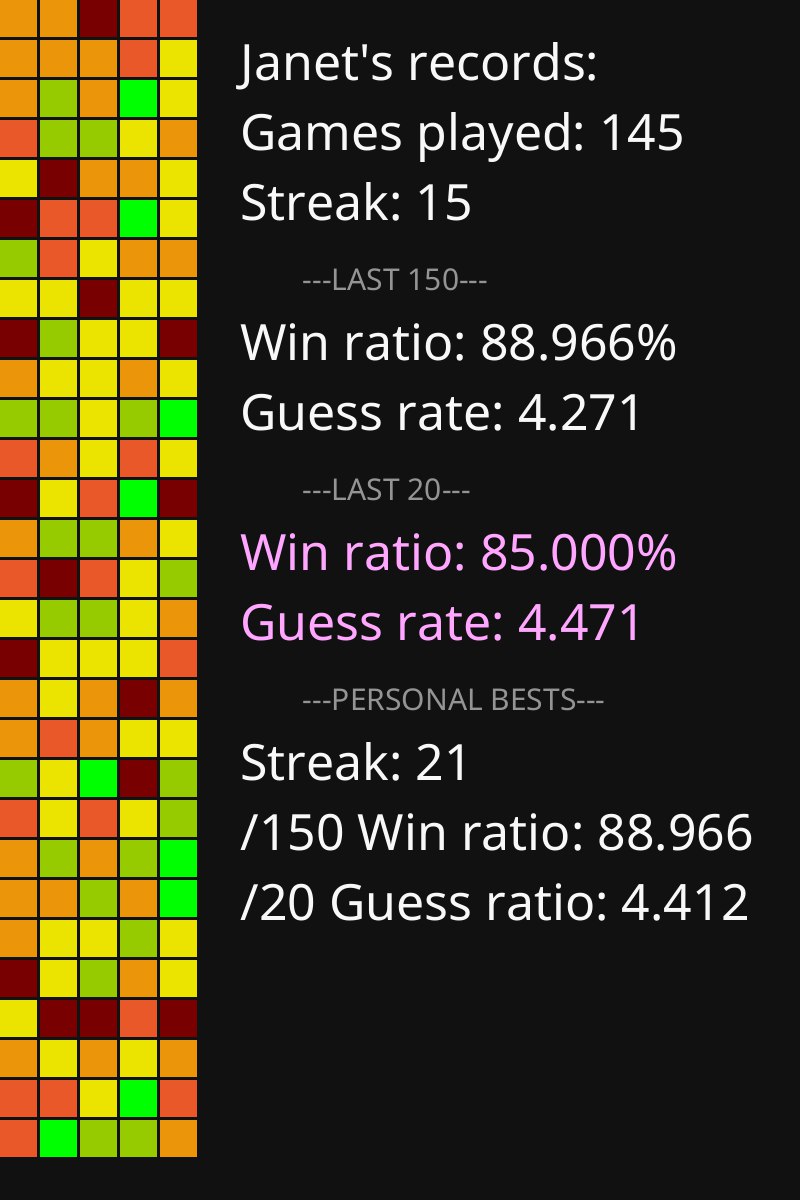 Janet's records:
Games played: 145
Streak: 15
---LAST 150---
Win ratio: 88.966%
Guess rate: 4.271
---LAST 20---
Win ratio: 85.000%
Guess rate: 4.471
---PERSONAL BESTS---
Streak: 21
/150 Win ratio: 88.966
/20 Guess ratio: 4.412